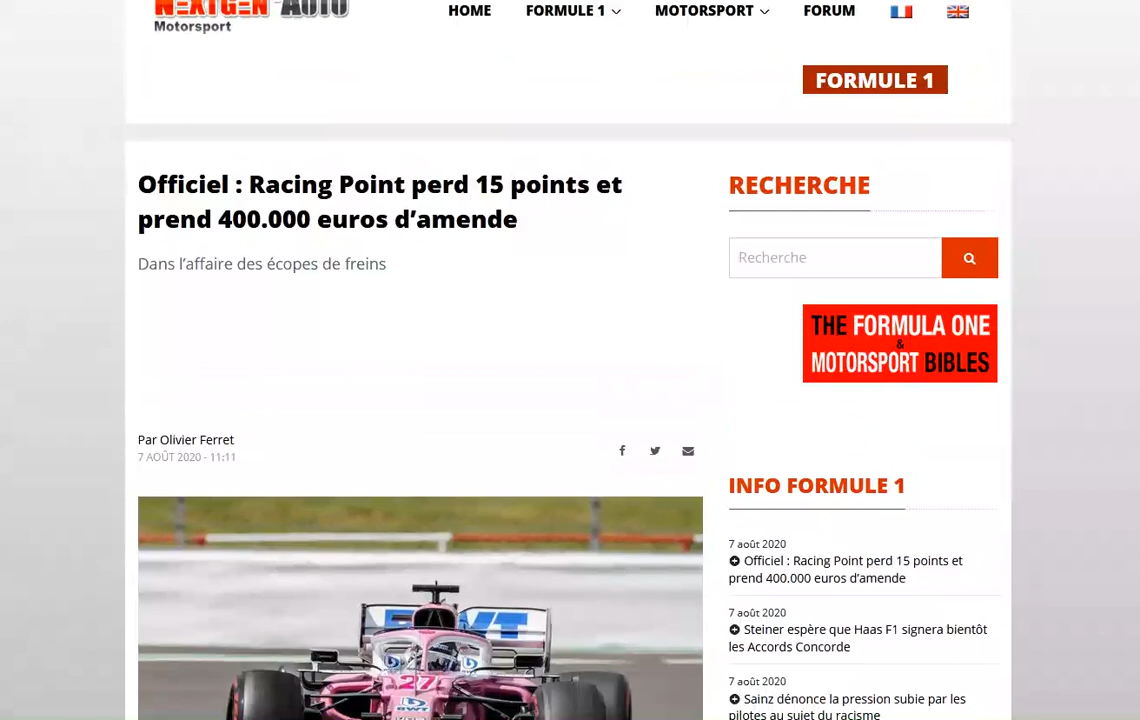 NEXTGEN-AUTO
Motorsport
HOME
FORMULE 1
MOTORSPORT
FORUM
FORMULE 1
Officiel : Racing Point perd 15 points et
prend 400.000 euros d’amende
Dans l’affaire des écopes de freins
Par Olivier Ferret
7 AOÛT 2020 - 11:11
27
BWT
RECHERCHE
Recherche
THE FORMULA ONE
&
MOTORSPORT BIBLES
INFO FORMULE 1
7 août 2020
Officiel : Racing Point perd 15 points et
prend 400.000 euros d’amende
7 août 2020
Steiner espère que Haas F1 signera bientôt
les Accords Concorde
7 août 2020
Sainz dénonce la pression subie par les
pilotes au sujet du racisme